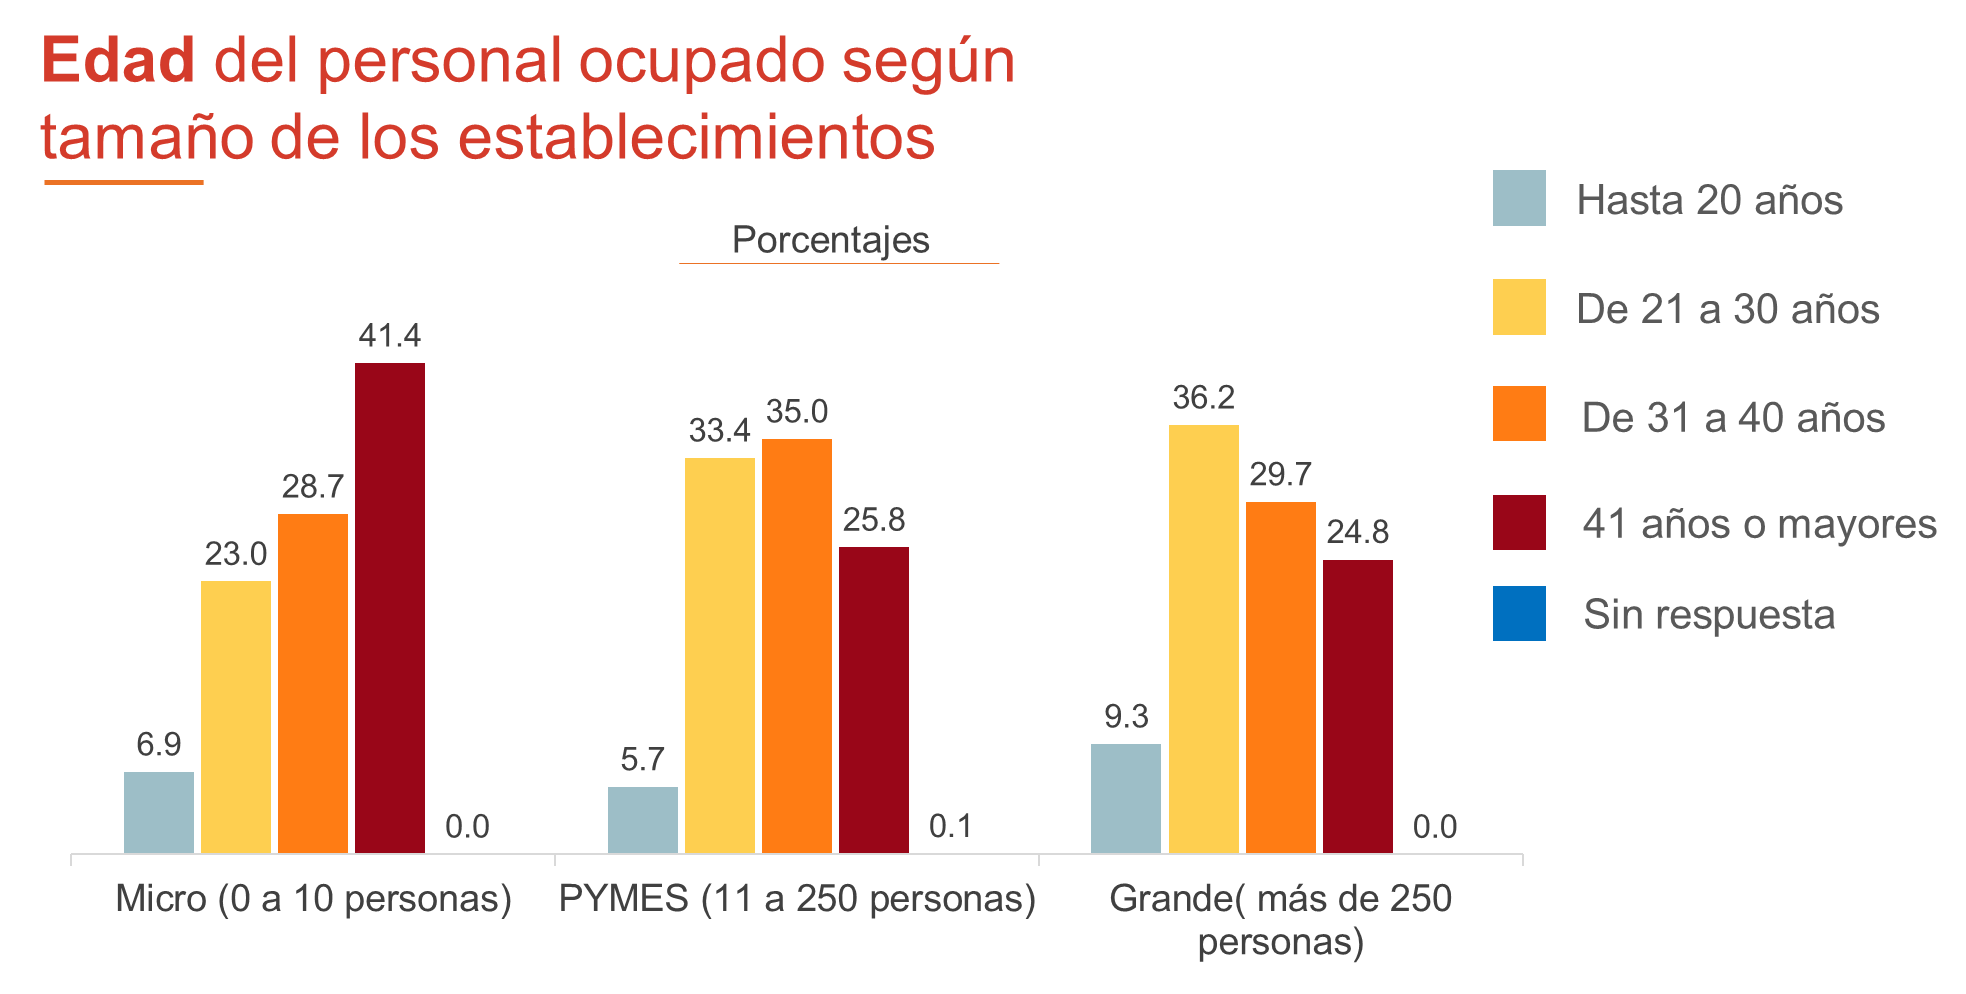 Edad del personal ocupado según
tamaño de los establecimientos
Porcentajes
Hasta 20 años
De 21 a 30 años
De 31 a 40 años
41 años o mayores
Sin respuesta
6.9
23.0
28.7
41.4
0.0
5.7
33.4
35.0
25.8
0.1
9.3
36.2
29.7
24.8
0.0
Micro (0 a 10 personas)
PYMES (11 a 250 personas)
Grande( más de 250
personas)